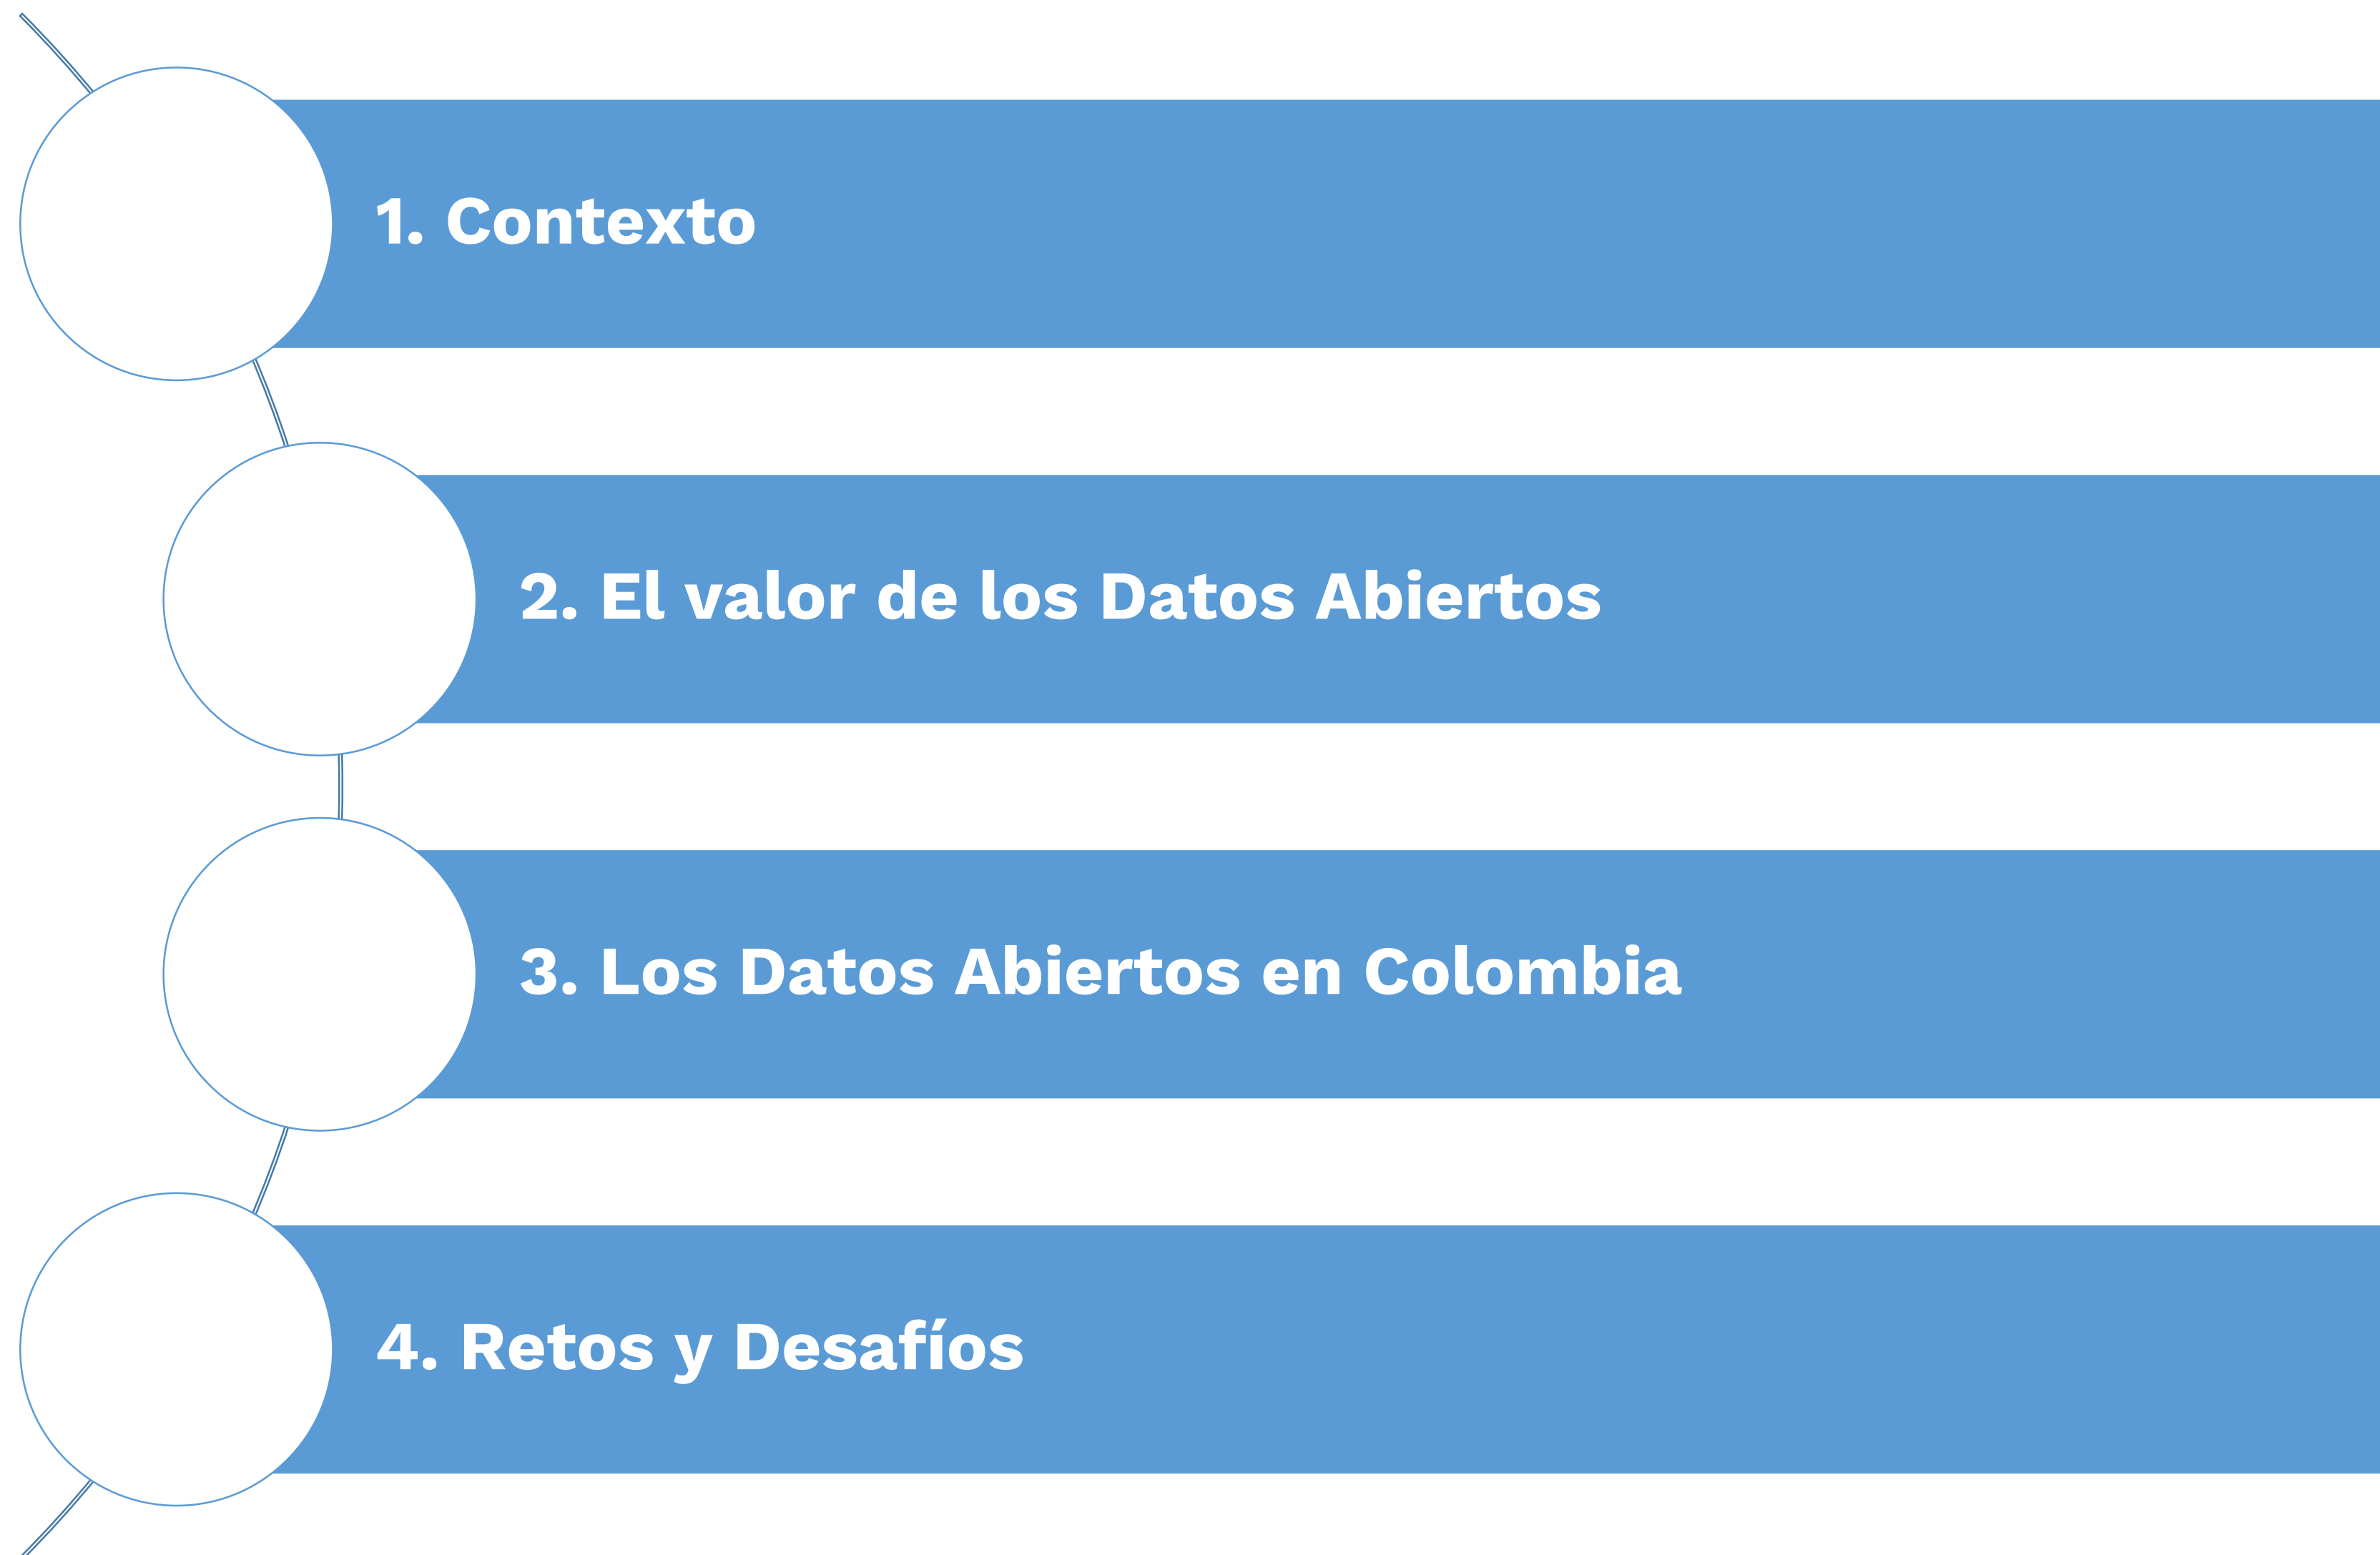 1. Contexto
2. El valor de los Datos Abiertos
3. Los Datos Abiertos en Colombia
4. Retos y Desafíos